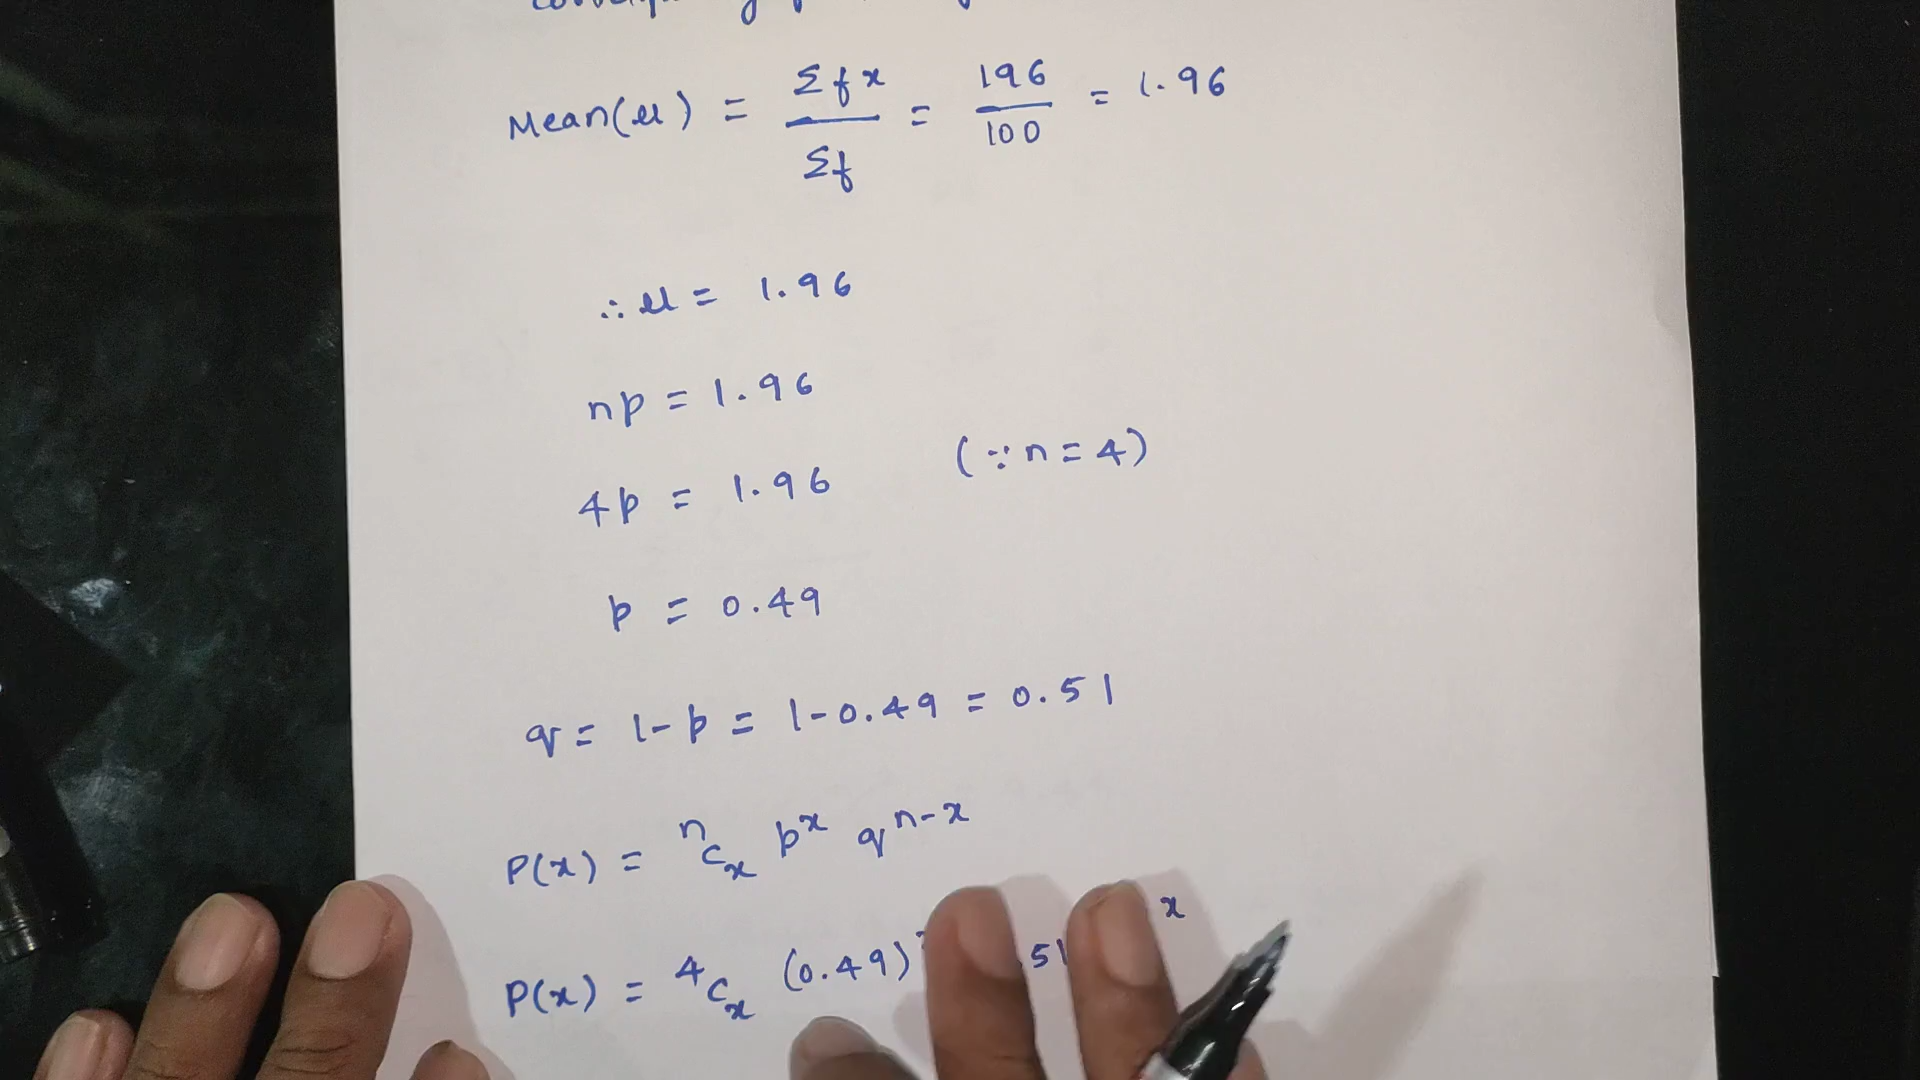 Mean(μ) = Σfx / Σf = 196 / 100 = 1.96
∴ μ = 1.96
np = 1.96
4p = 1.96 (∵ n = 4)
p = 0.49
q = 1-p = 1-0.49 = 0.51
P(x) = ⁿCₓ pˣ qⁿ⁻ˣ
P(x) = ⁴Cₓ (0.49) 51 x